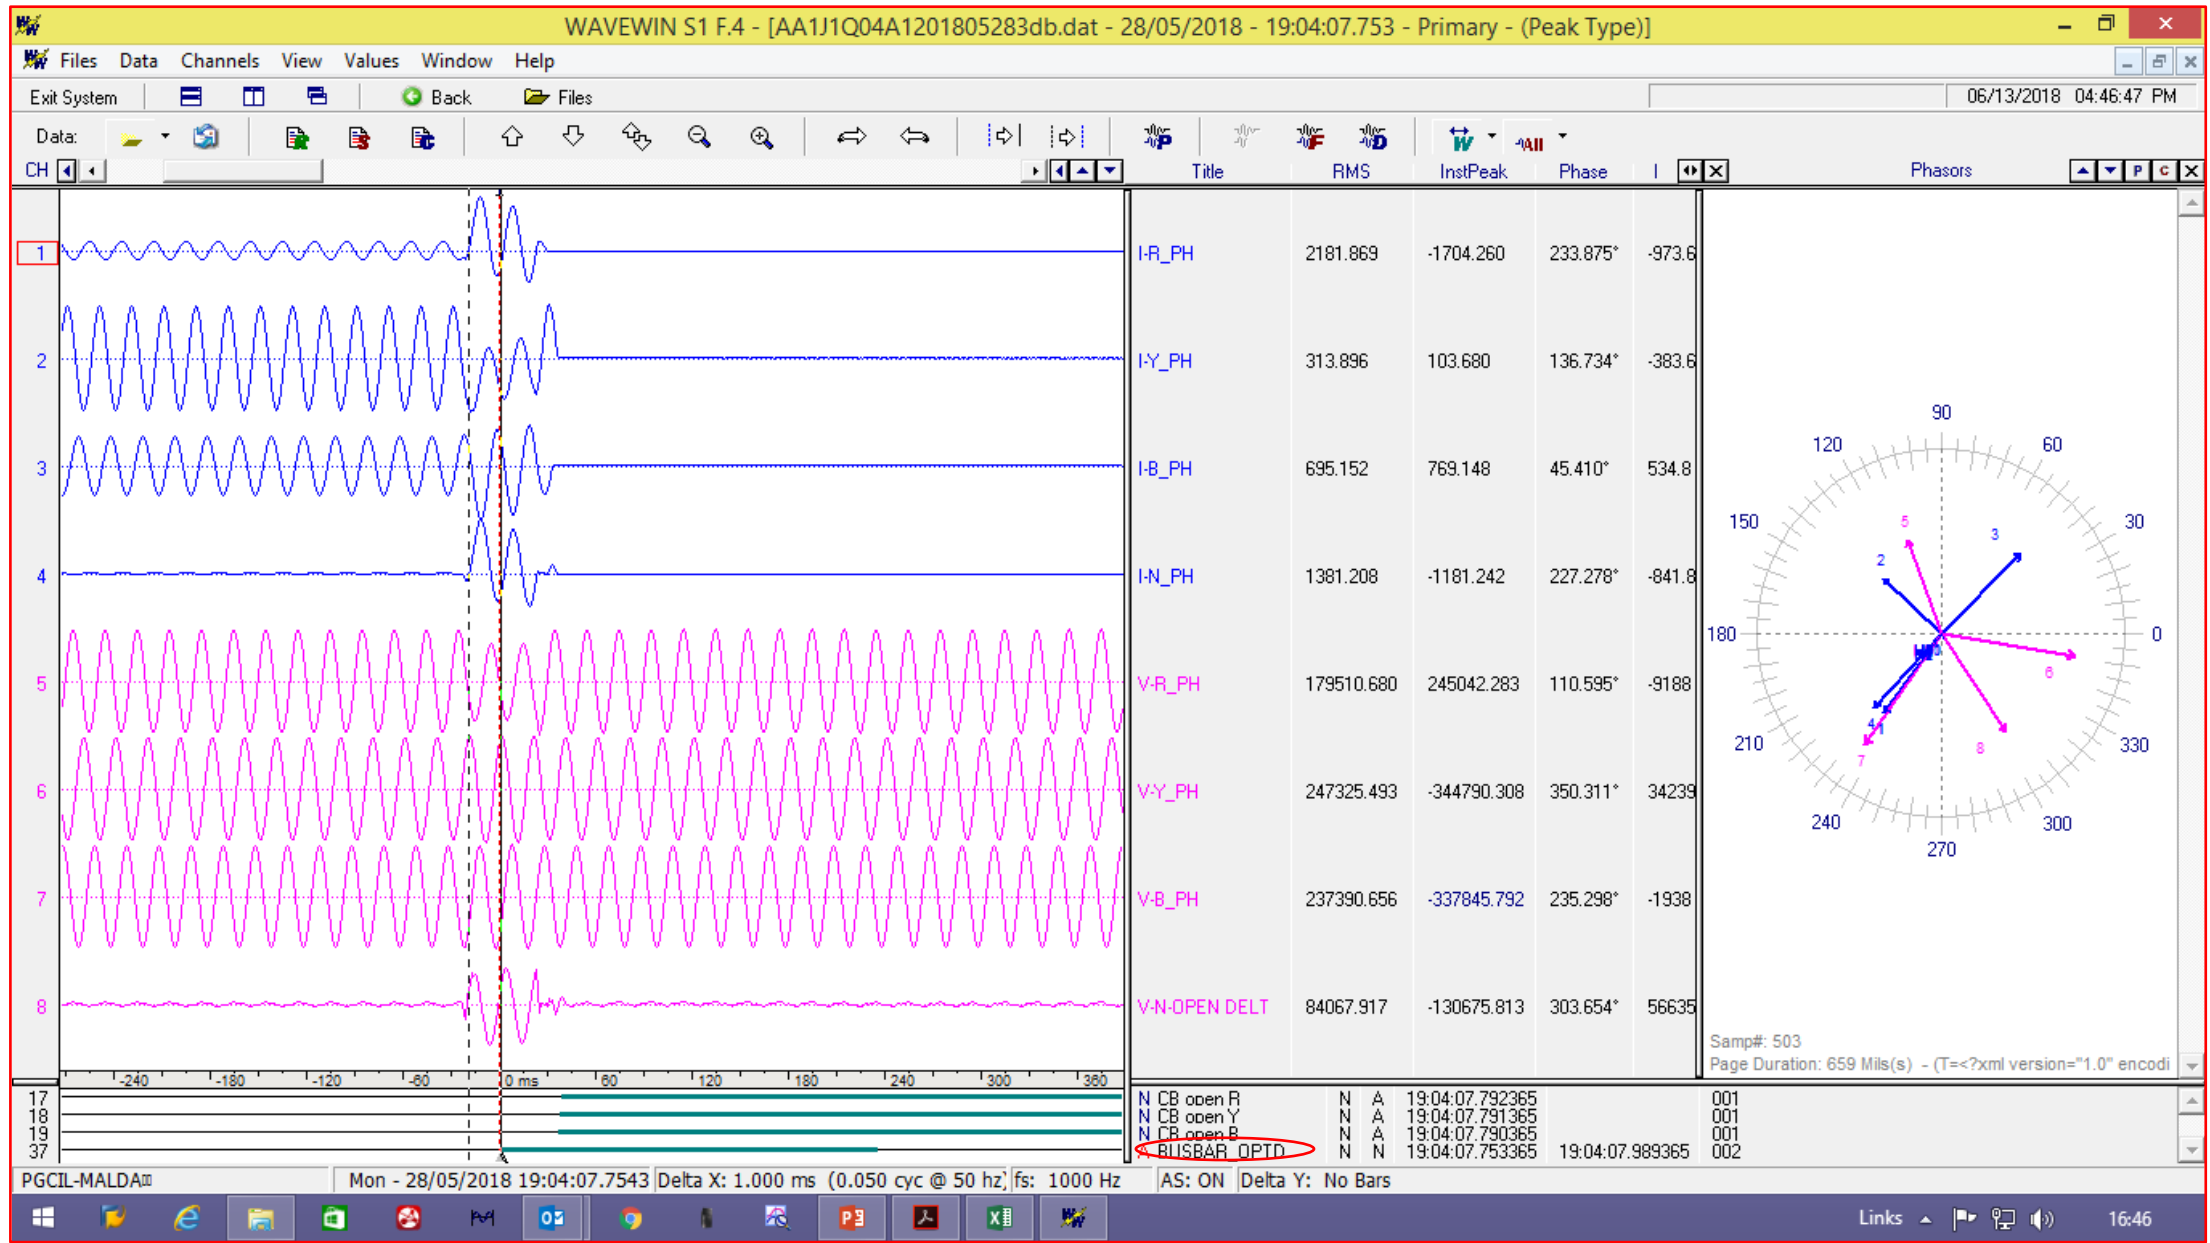 WAVEWIN S1 F.4 - [AA1J1Q04A1201805283db.dat - 28/05/2018 - 19:04:07.753 - Primary - (Peak Type)]
Files Data Channels View Values Window Help
Exit System Back Files 06/13/2018 04:46:47 PM
Data:
CH Title RMS InstPeak Phase I Phasors P C X
1 I-R_PH 2181.869 -1704.260 233.875° -973.6
2 I-Y_PH 313.896 103.680 136.734° -383.6
3 I-B_PH 695.152 769.148 45.410° 534.8
4 I-N_PH 1381.208 -1181.242 227.278° -841.8
5 V-R_PH 179510.680 245042.283 110.595° -9188
6 V-Y_PH 247325.493 -344790.308 350.311° 34239
7 V-B_PH 237390.656 -337845.792 235.298° -1938
8 V-N-OPEN DELT 84067.917 -130675.813 303.654° 56635
90
120 60
150 5 3 30
2
180 0
6
4 1
210 7 8 330
240 300
270
Samp#: 503
Page Duration: 659 Mils(s) - (T=<?xml version="1.0" encodi
-240 -180 -120 -60 0 ms 60 120 180 240 300 360
17 N CB open R N A 19:04:07.792365 001
18 N CB open Y N A 19:04:07.791365 001
19 N CB open B N A 19:04:07.790365 001
37 A BUSBAR_OPTD N N 19:04:07.753365 19:04:07.989365 002
PGCIL-MALDA Mon - 28/05/2018 19:04:07.7543 Delta X: 1.000 ms (0.050 cyc @ 50 hz) fs: 1000 Hz AS: ON Delta Y: No Bars
Links 16:46